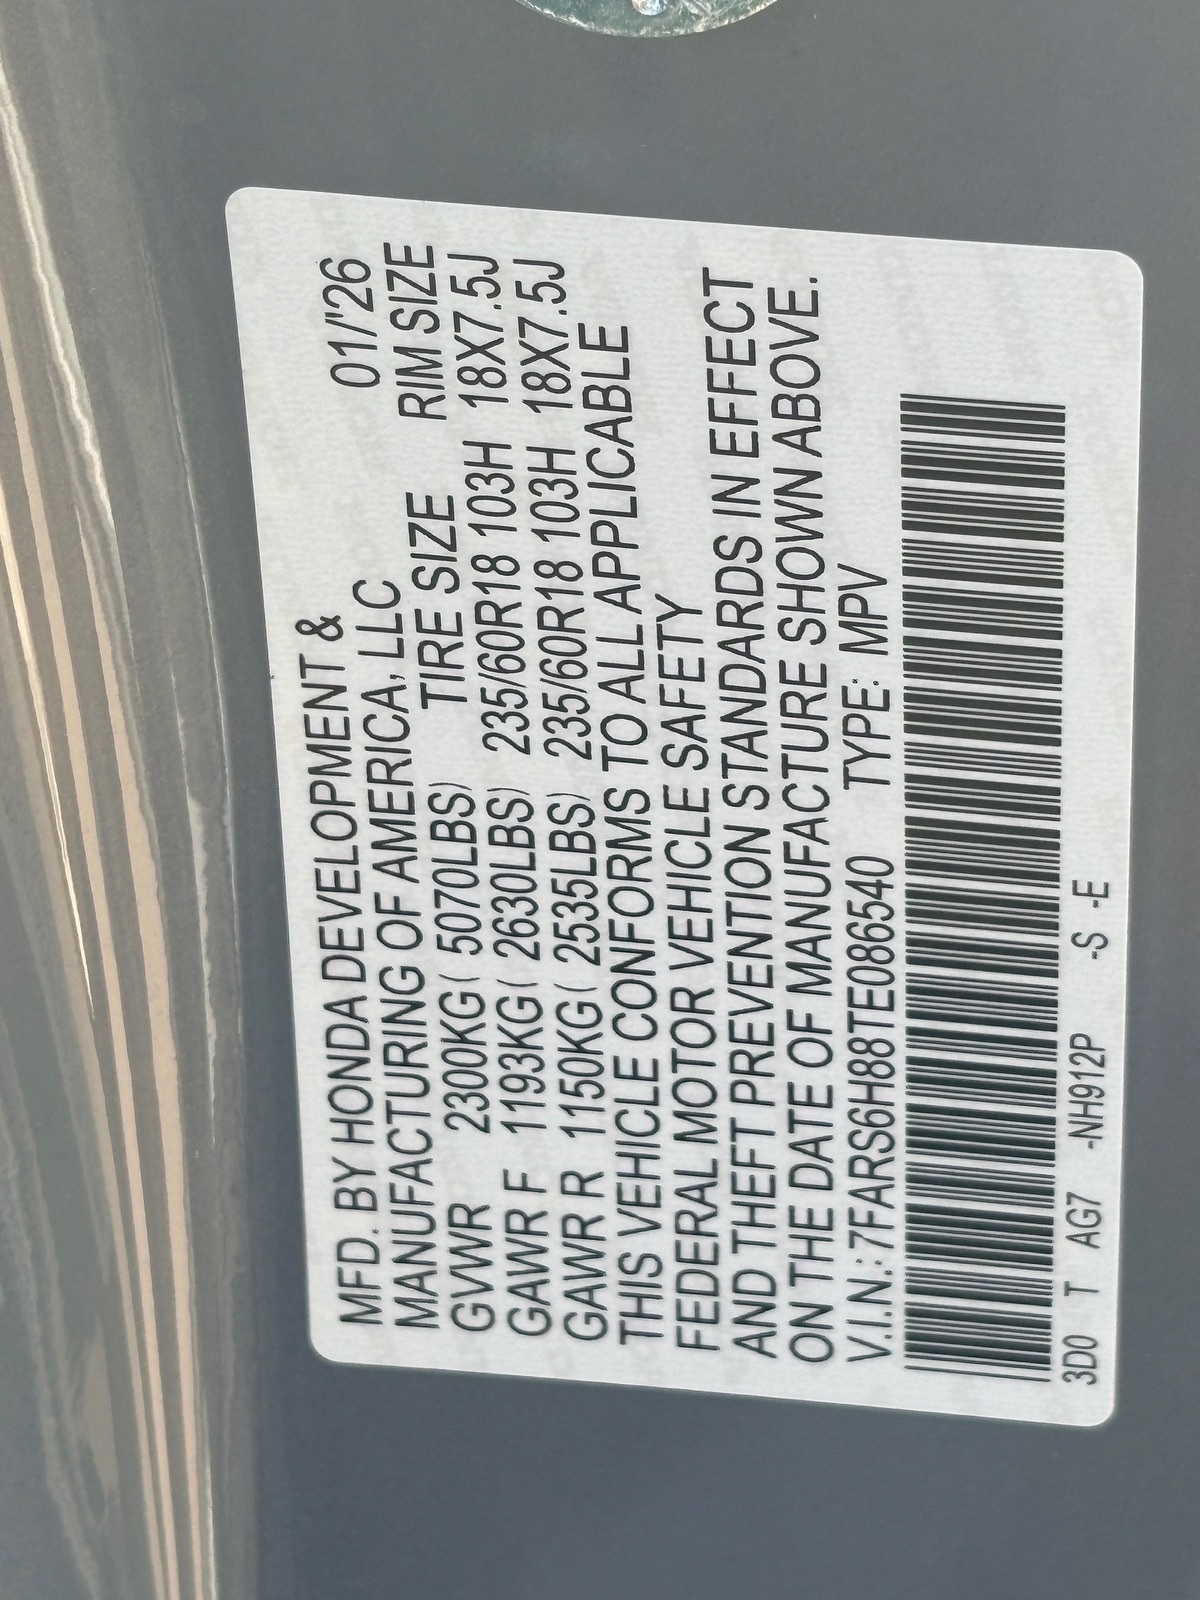 MFD. BY HONDA DEVELOPMENT &
MANUFACTURING OF AMERICA, LLC 01/'26
GVWR 2300KG( 5070LBS) TIRE SIZE RIM SIZE
GAWR F 1193KG( 2630LBS) 235/60R18 103H 18X7.5J
GAWR R 1150KG( 2535LBS) 235/60R18 103H 18X7.5J
THIS VEHICLE CONFORMS TO ALL APPLICABLE
FEDERAL MOTOR VEHICLE SAFETY
AND THEFT PREVENTION STANDARDS IN EFFECT
ON THE DATE OF MANUFACTURE SHOWN ABOVE.
V.I.N.: 7FARS6H88TE086540 TYPE: MPV
3D0 T AG7 -NH912P -S -E